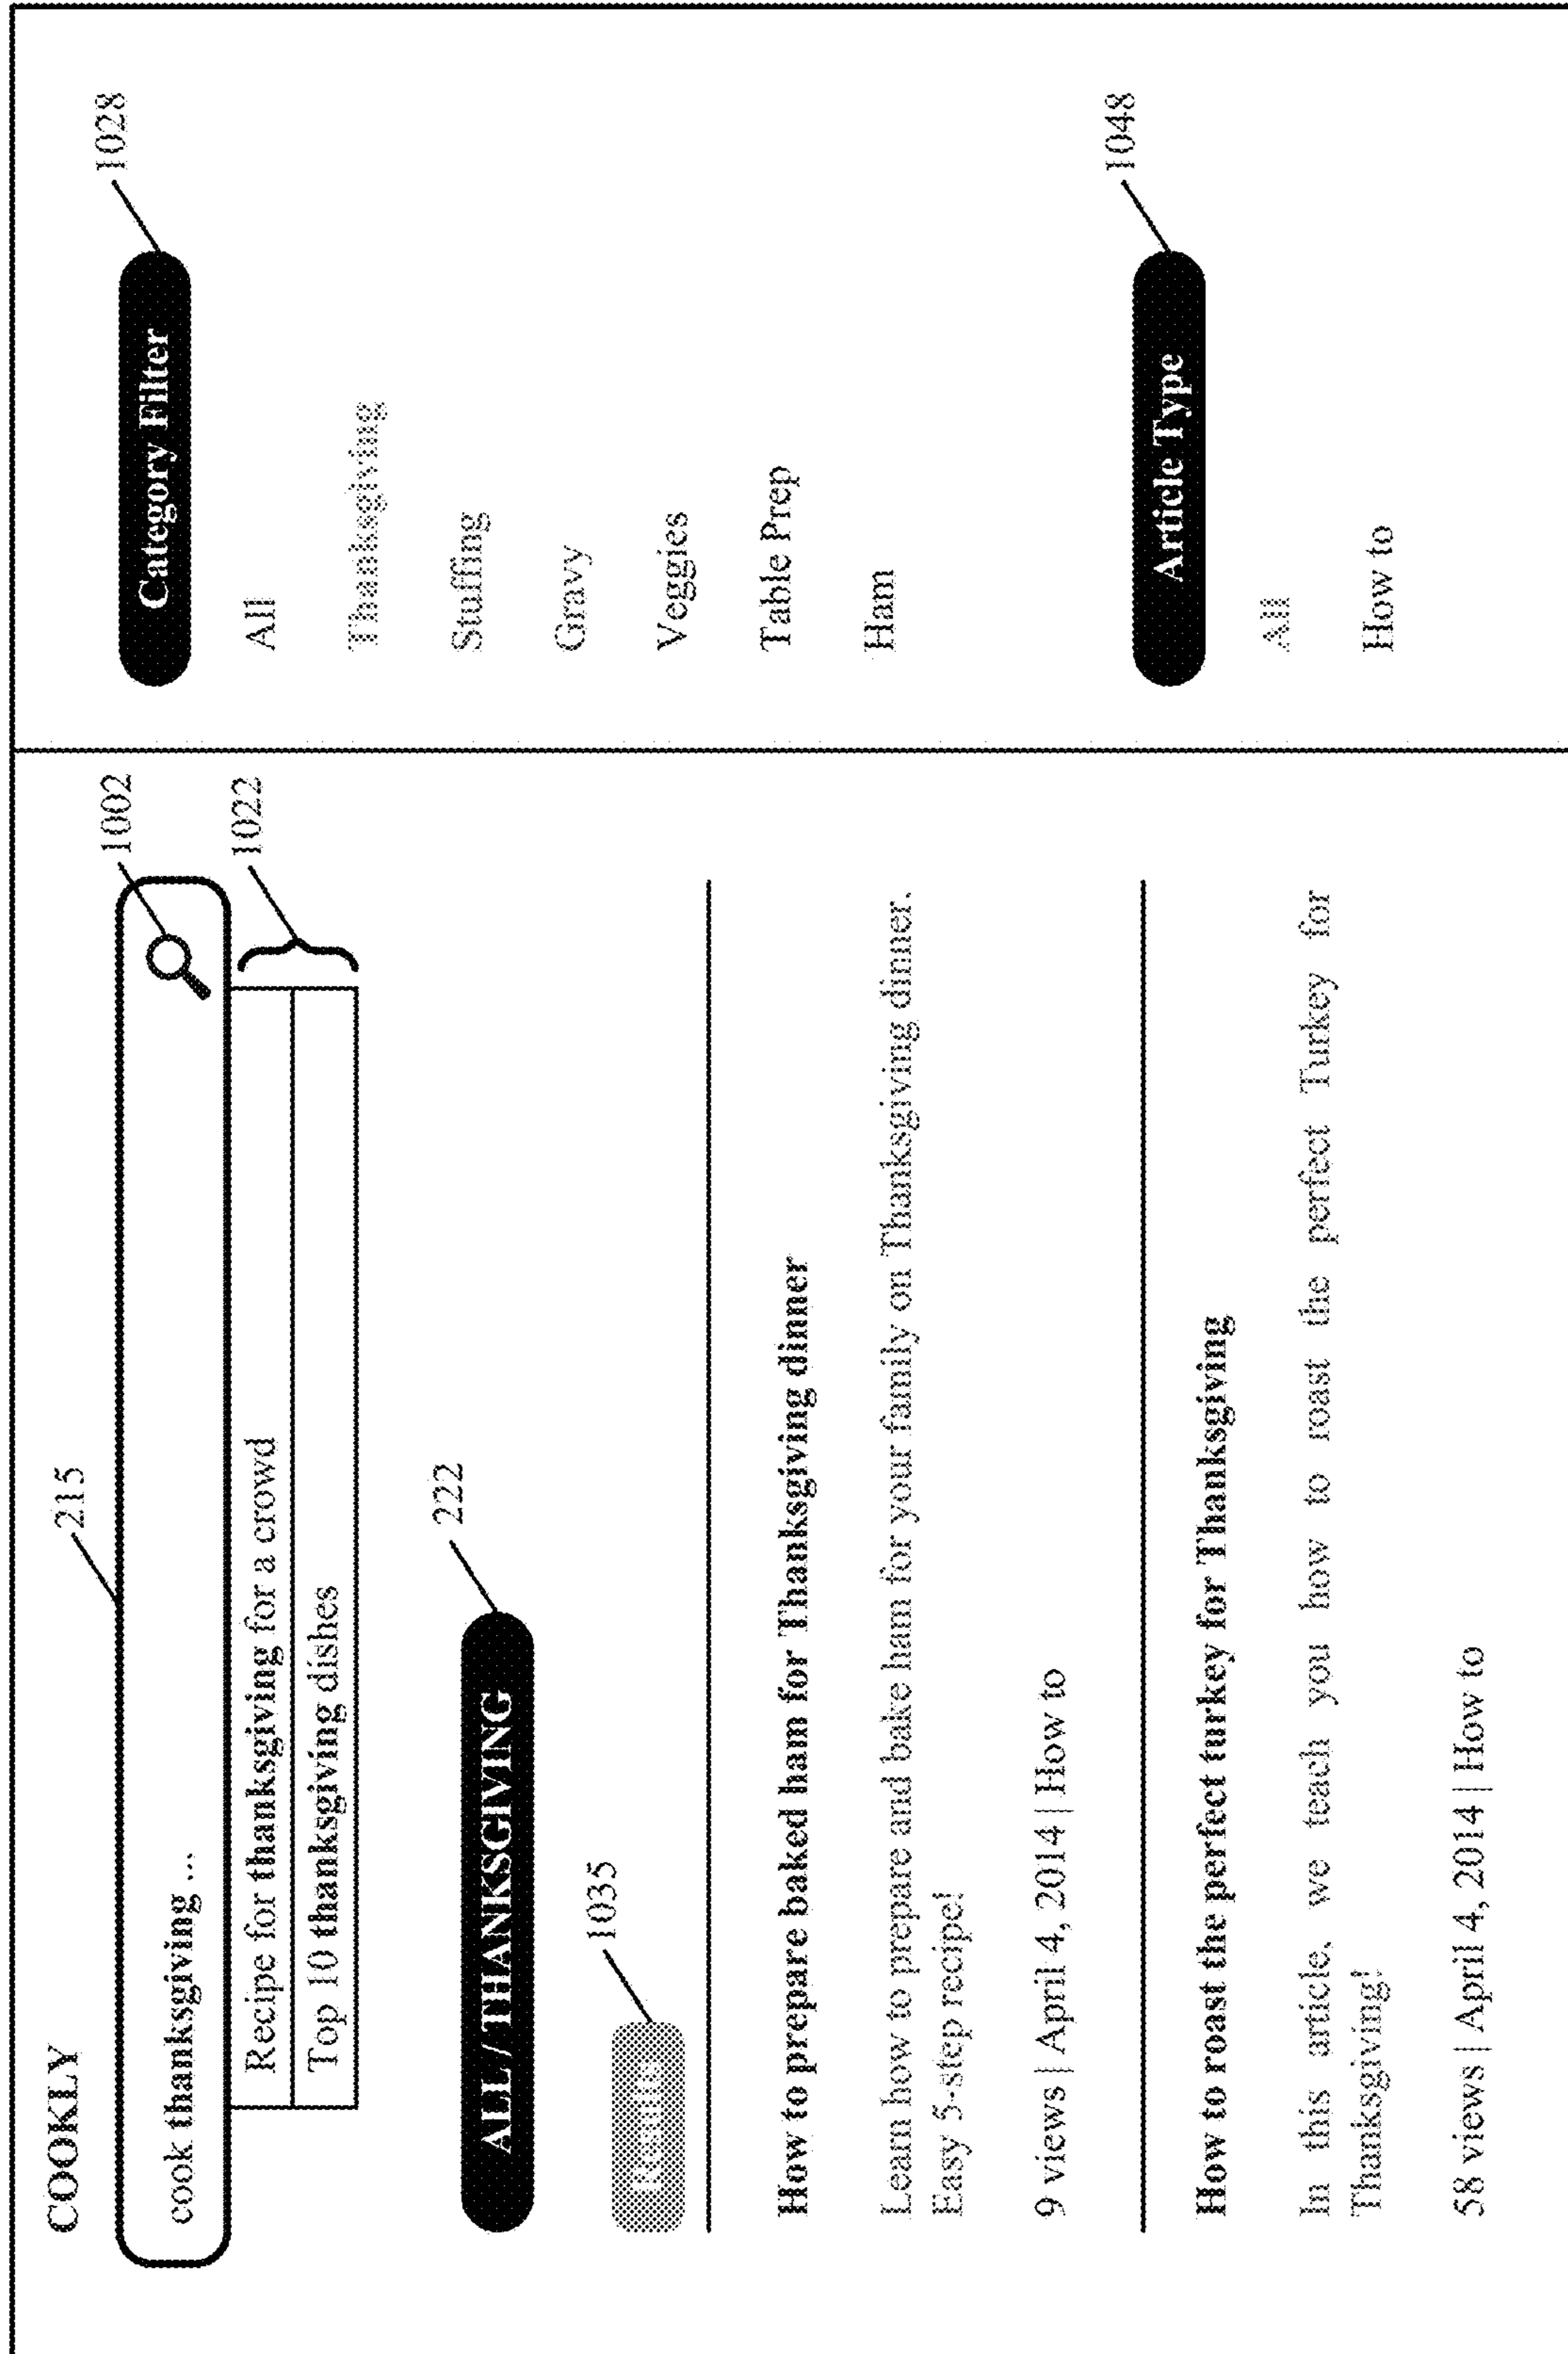 COOKLY
215
cook thanksgiving ...
1002
Recipe for thanksgiving for a crowd
Top 10 thanksgiving dishes
1022
ALL / THANKSGIVING
222
1035
How to prepare baked ham for Thanksgiving dinner
Learn how to prepare and bake ham for your family on Thanksgiving dinner.
Easy 5-step recipe!
9 views | April 4, 2014 | How to
How to roast the perfect turkey for Thanksgiving
In this article, we teach you how to roast the perfect Turkey for
Thanksgiving!
58 views | April 4, 2014 | How to
Category Filter
1028
All
Thanksgiving
Stuffing
Gravy
Veggies
Table Prep
Ham
Article Type
1048
All
How to